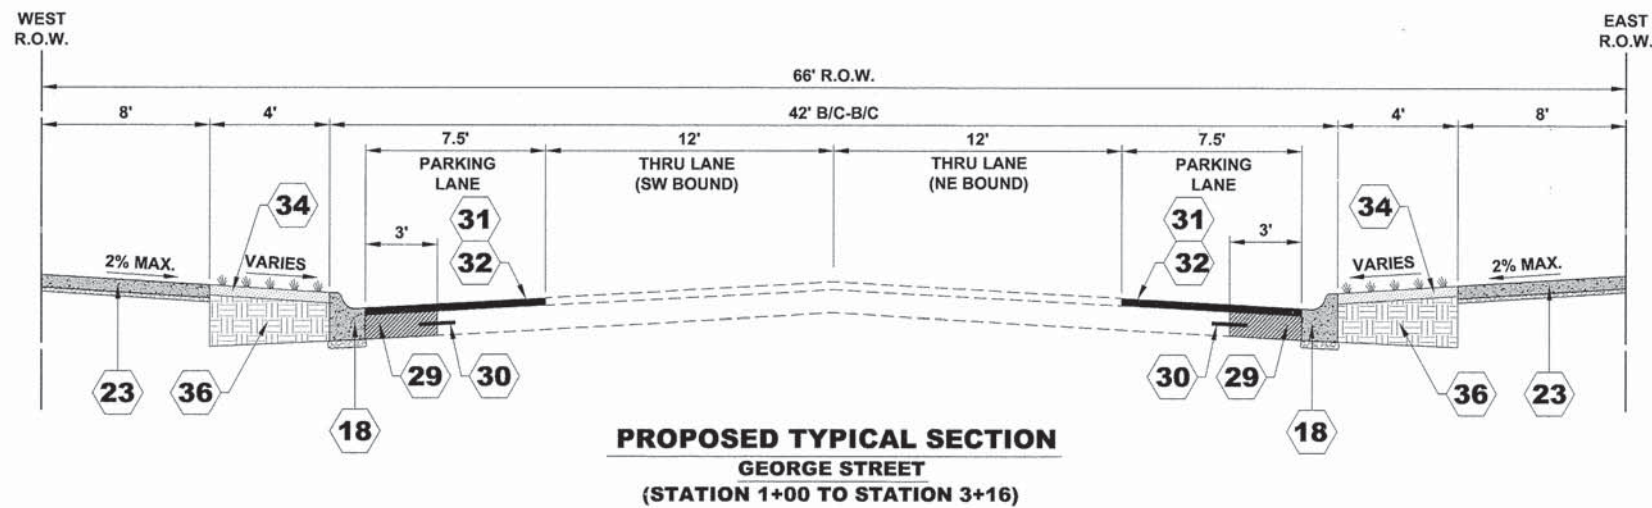 WEST
R.O.W.
EAST
R.O.W.
66' R.O.W.
8'
4'
42' B/C-B/C
4'
8'
7.5'
12'
12'
7.5'
PARKING
LANE
THRU LANE
(SW BOUND)
THRU LANE
(NE BOUND)
PARKING
LANE
34
31
31
34
3'
32
3'
32
2% MAX.
VARIES
VARIES
2% MAX.
23
36
29
30
30
29
36
23
18
18
PROPOSED TYPICAL SECTION
GEORGE STREET
(STATION 1+00 TO STATION 3+16)